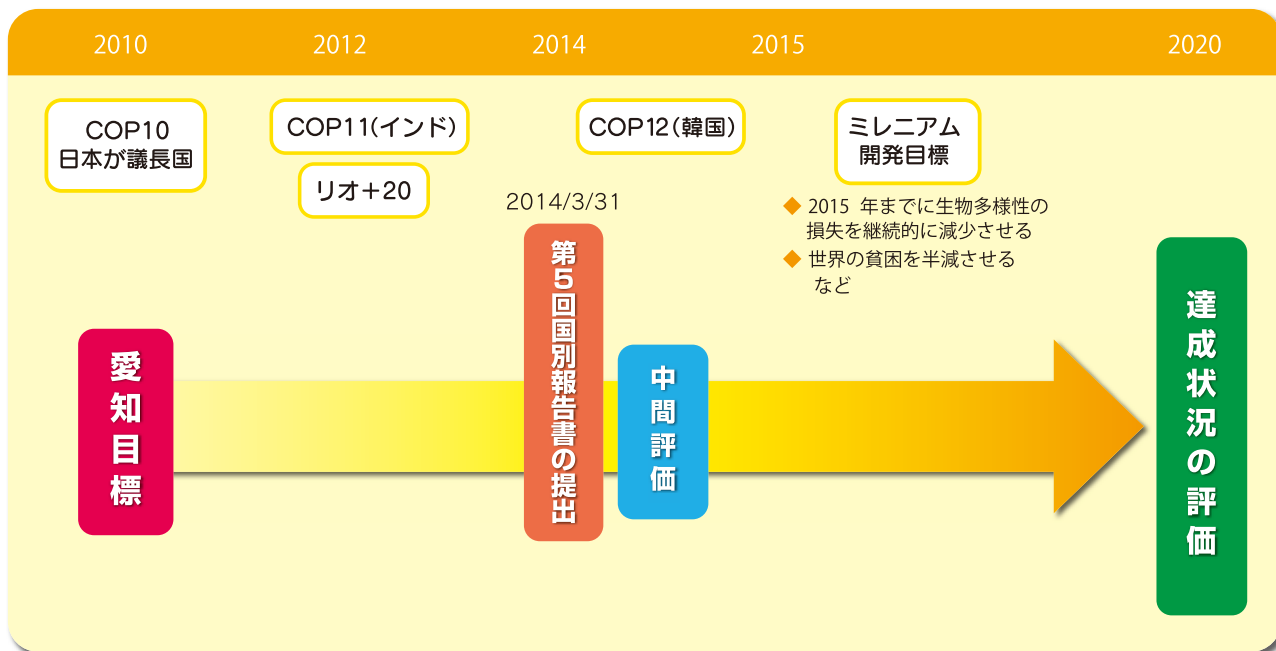 2010
2012
2014
2015
2020
COP10
日本が議長国
COP11(インド)
リオ+20
COP12(韓国)
ミレニアム
開発目標
2014/3/31
◆ 2015 年までに生物多様性の
損失を継続的に減少させる
◆ 世界の貧困を半減させる
など
愛知目標
第5回国別報告書の提出
中間評価
達成状況の評価